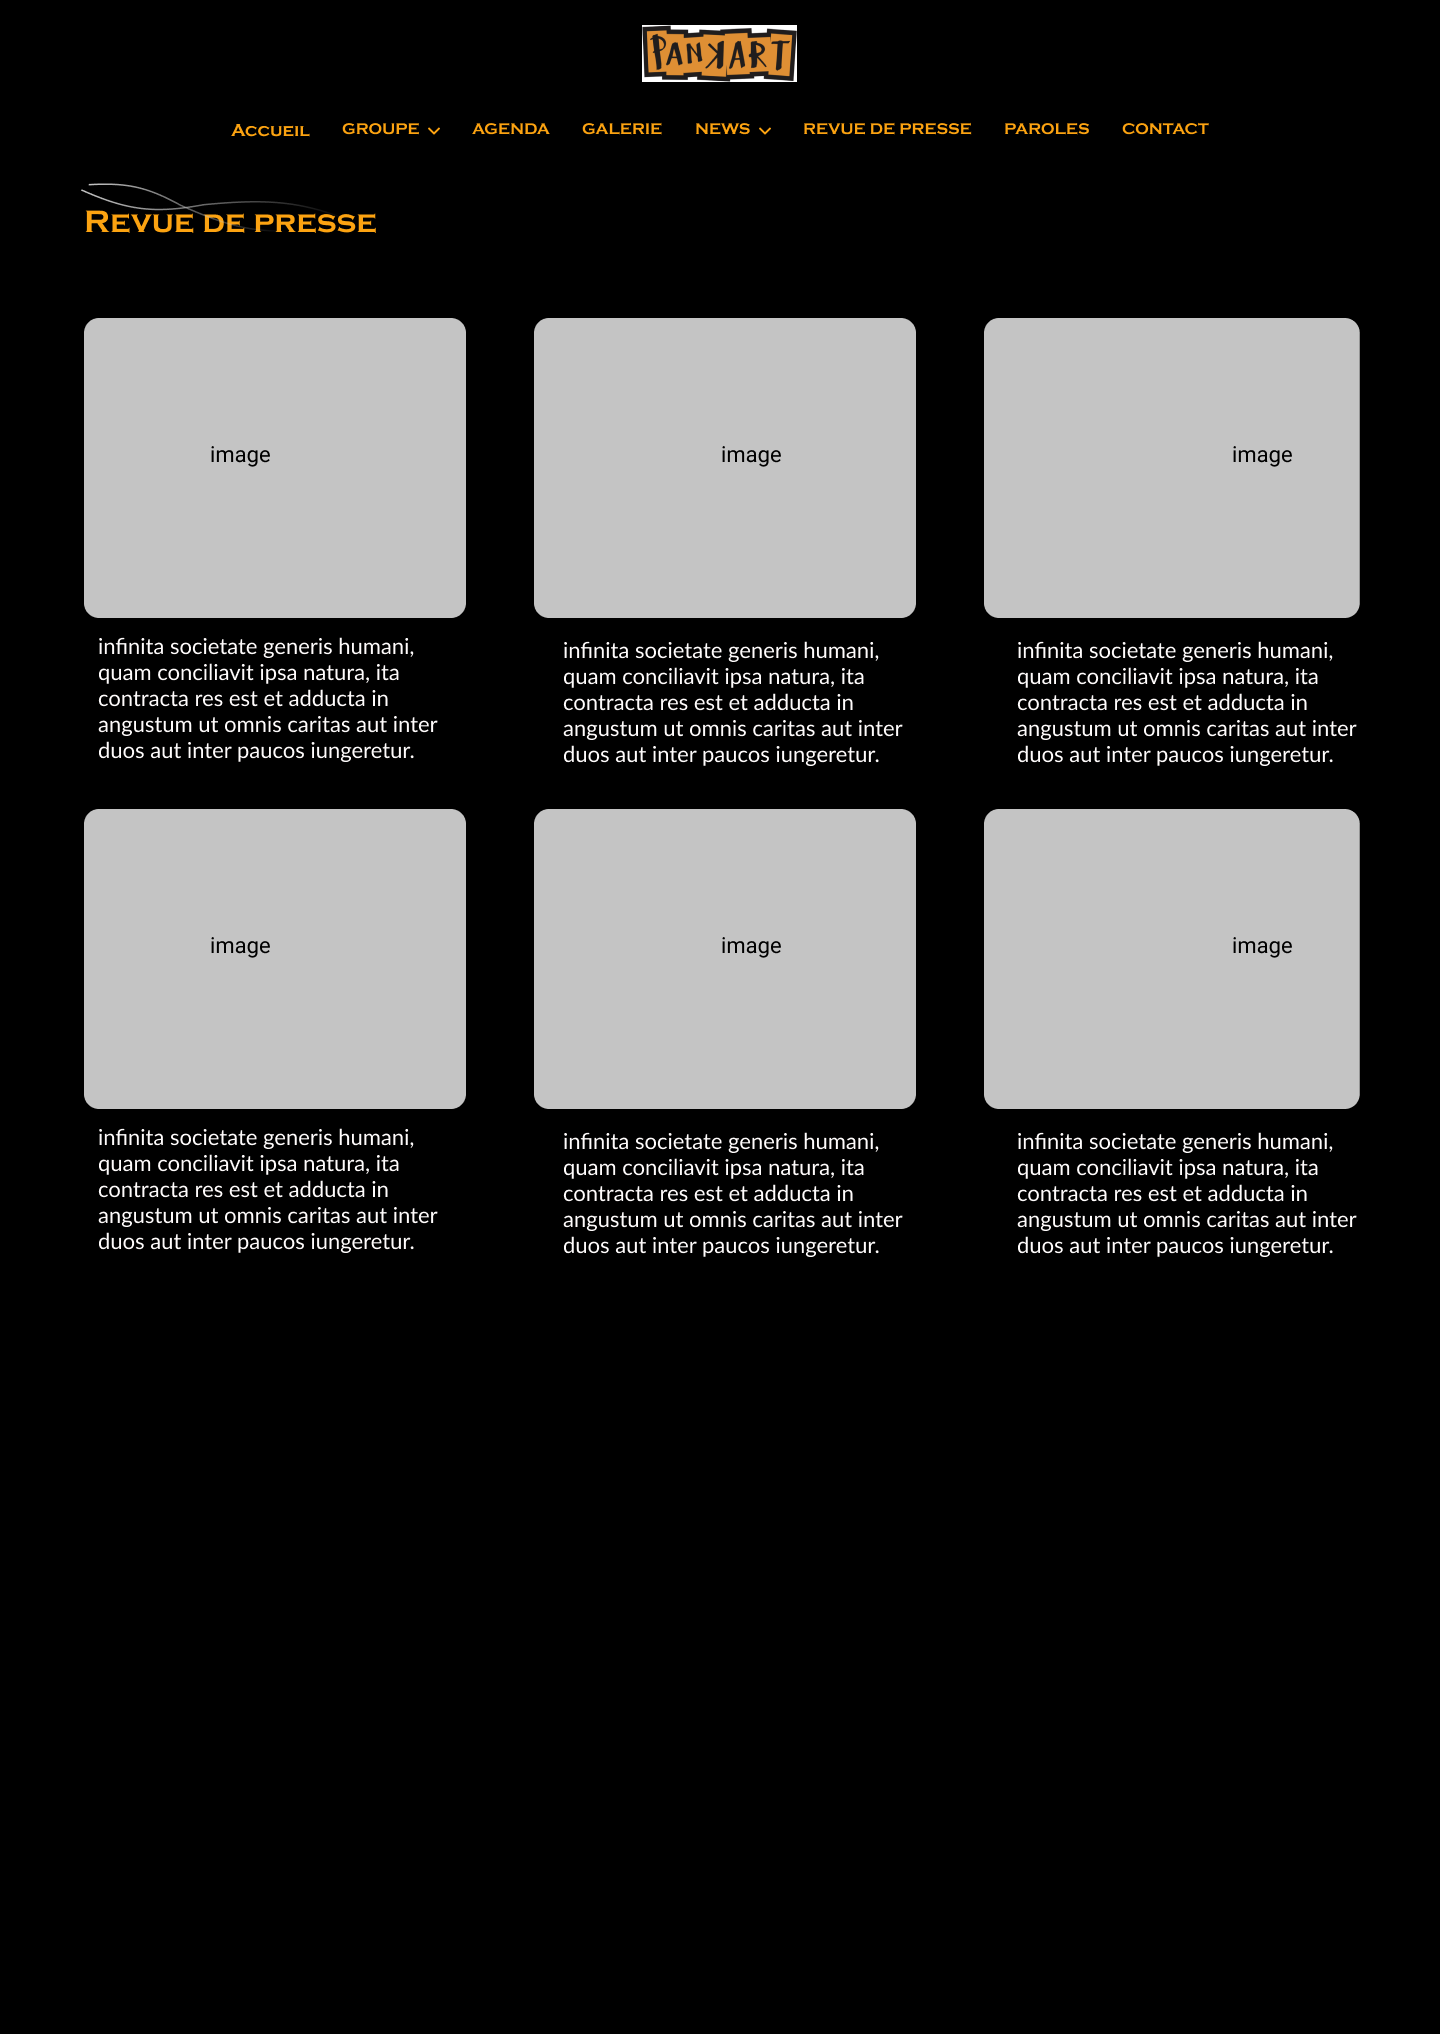 PANKART
ACCUEIL GROUPE AGENDA GALERIE NEWS REVUE DE PRESSE PAROLES CONTACT
REVUE DE PRESSE
image
image
image
infinita societate generis humani,
quam conciliavit ipsa natura, ita
contracta res est et adducta in
angustum ut omnis caritas aut inter
duos aut inter paucos iungeretur.
infinita societate generis humani,
quam conciliavit ipsa natura, ita
contracta res est et adducta in
angustum ut omnis caritas aut inter
duos aut inter paucos iungeretur.
infinita societate generis humani,
quam conciliavit ipsa natura, ita
contracta res est et adducta in
angustum ut omnis caritas aut inter
duos aut inter paucos iungeretur.
image
image
image
infinita societate generis humani,
quam conciliavit ipsa natura, ita
contracta res est et adducta in
angustum ut omnis caritas aut inter
duos aut inter paucos iungeretur.
infinita societate generis humani,
quam conciliavit ipsa natura, ita
contracta res est et adducta in
angustum ut omnis caritas aut inter
duos aut inter paucos iungeretur.
infinita societate generis humani,
quam conciliavit ipsa natura, ita
contracta res est et adducta in
angustum ut omnis caritas aut inter
duos aut inter paucos iungeretur.